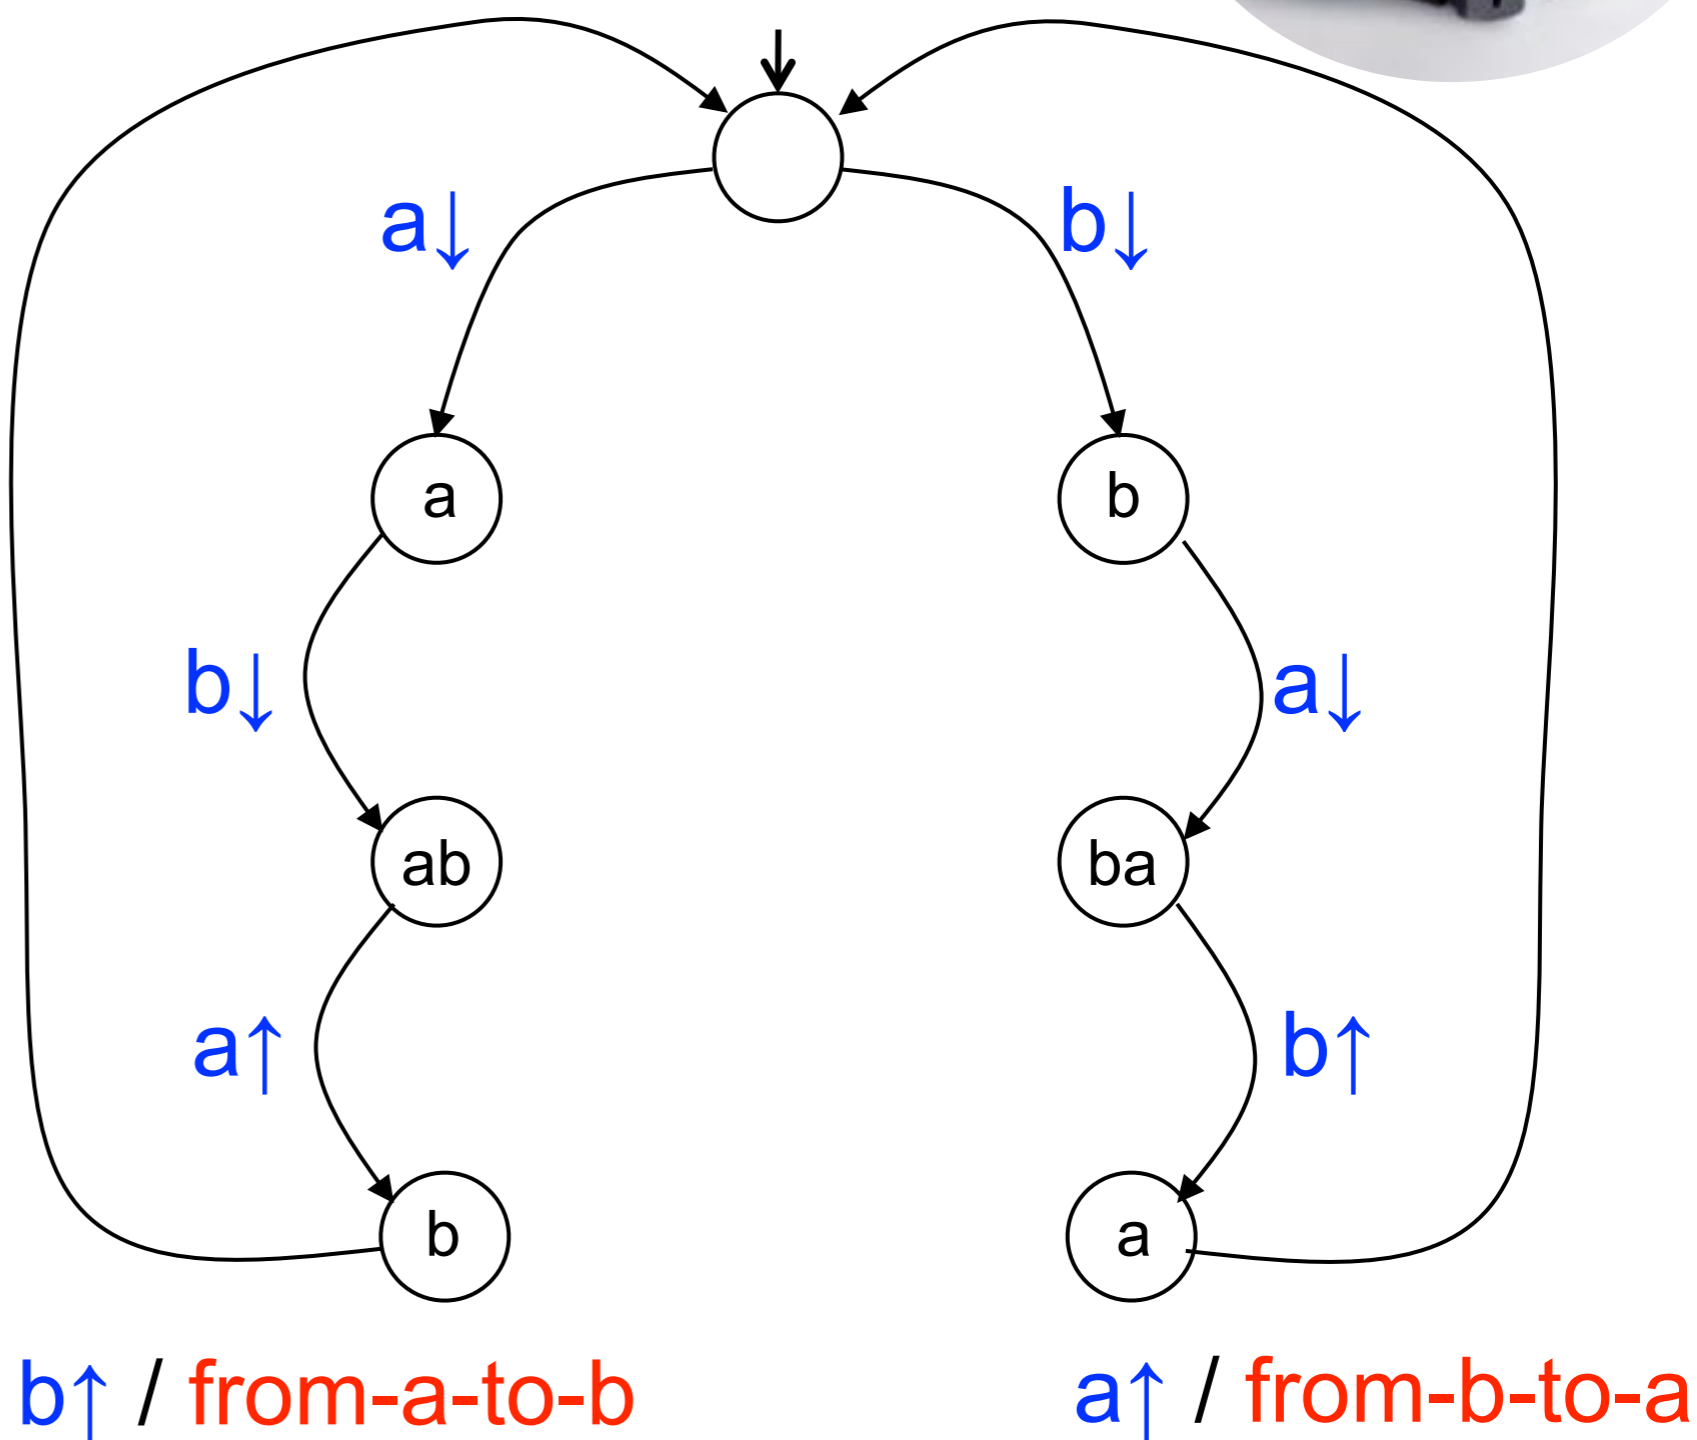 a↓ b↓
a b
b↓ a↓
ab ba
a↑ b↑
b a
b↑ / from-a-to-b a↑ / from-b-to-a